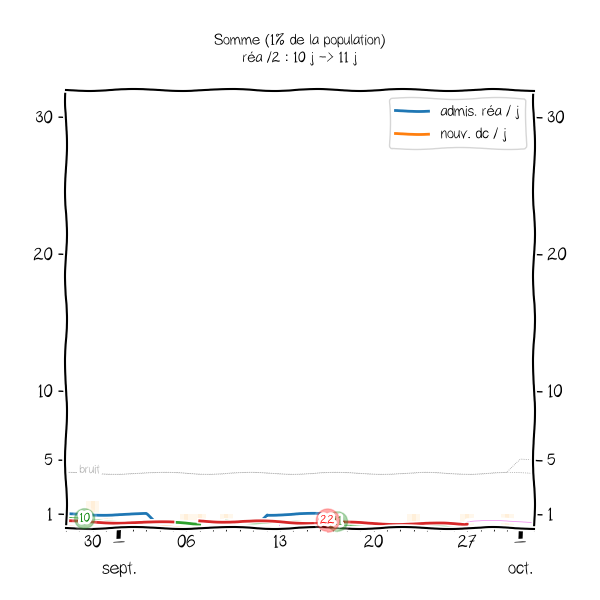 Somme (1% de la population)
réa /2 : 10 j -> 11 j
admis. réa / j
nouv. dc / j
30 30
20 20
10 10
5 5
bruit
1 1
10 22 1
30 06 13 20 27
sept. oct.